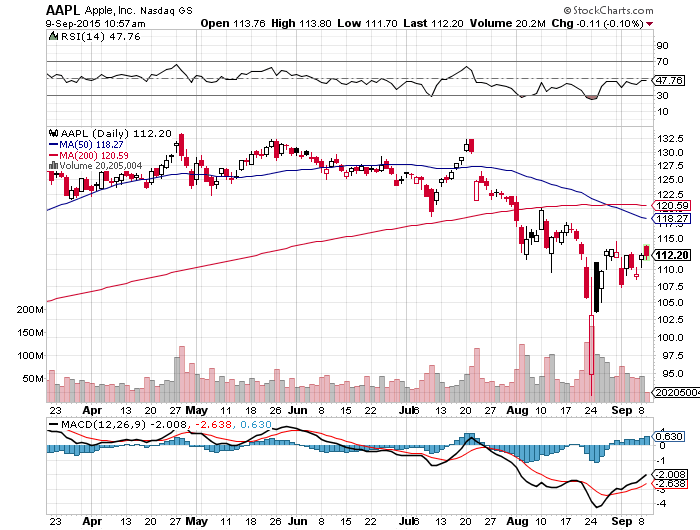 AAPL Apple, Inc. Nasdaq GS
© StockCharts.com
9-Sep-2015 10:57am
Open 113.76 High 113.80 Low 111.70 Last 112.20 Volume 20.2M Chg -0.11 (-0.10%)
RSI(14) 47.76
90
70
47.76
30
10
AAPL (Daily) 112.20
MA(50) 118.27
MA(200) 120.59
Volume 20,205,004
132.5
130.0
127.5
125.0
122.5
120.59
118.27
115.0
112.20
110.0
107.5
105.0
102.5
100.0
97.5
95.0
20205004
200M
150M
100M
50M
23 Apr 6 13 20 27 May 11 18 26 Jun 8 15 22 Jul 6 13 20 27 Aug 10 17 24 Sep 8
MACD(12,26,9) -2.008, -2.638, 0.630
1
0.630
0
-1
-2.008
-2.638
-3
-4
23 Apr 6 13 20 27 May 11 18 26 Jun 8 15 22 Jul 6 13 20 27 Aug 10 17 24 Sep 8